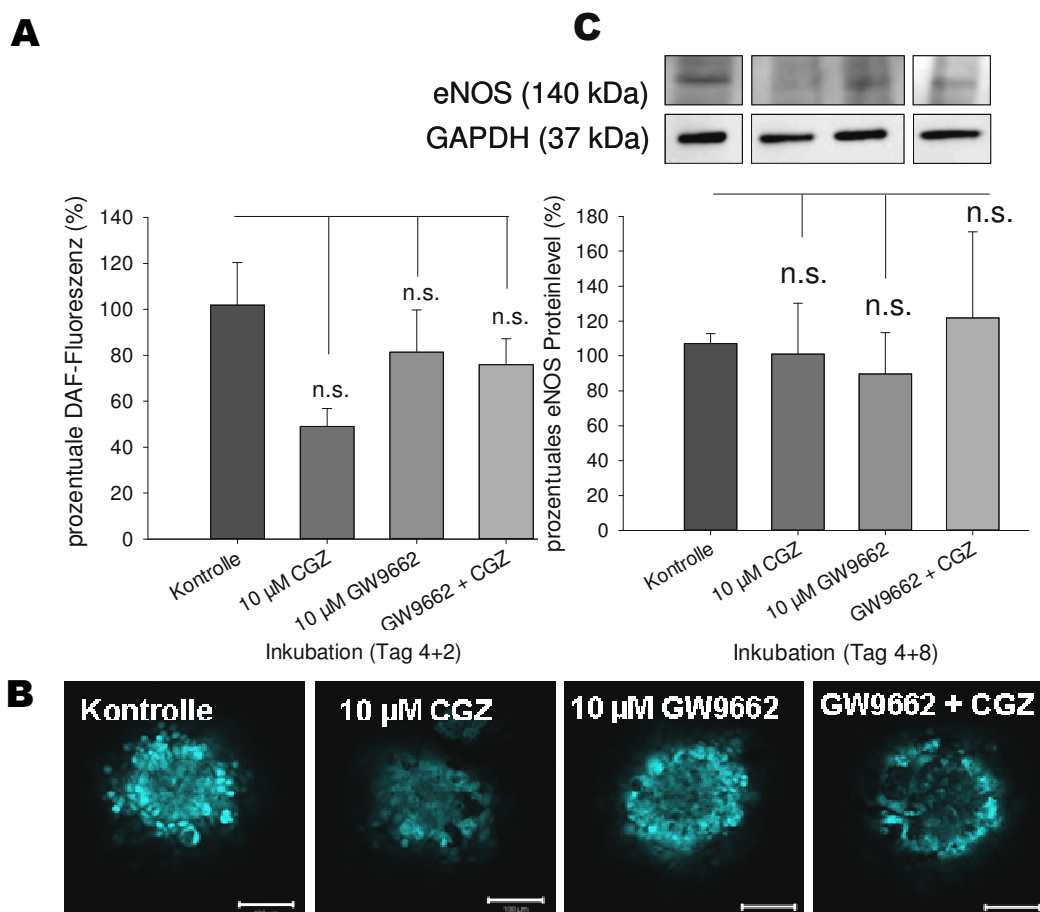 A
C
eNOS (140 kDa)
GAPDH (37 kDa)
prozentuale DAF-Fluoreszenz (%)
140
120
100
80
60
40
20
0
n.s.
n.s.
n.s.
Kontrolle
10 µM CGZ
10 µM GW9662
GW9662 + CGZ
Inkubation (Tag 4+2)
prozentuales eNOS Proteinlevel (%)
180
160
140
120
100
80
60
40
20
0
n.s.
n.s.
n.s.
Kontrolle
10 µM CGZ
10 µM GW9662
GW9662 + CGZ
Inkubation (Tag 4+8)
B
Kontrolle
10 µM CGZ
10 µM GW9662
GW9662 + CGZ
100 µm